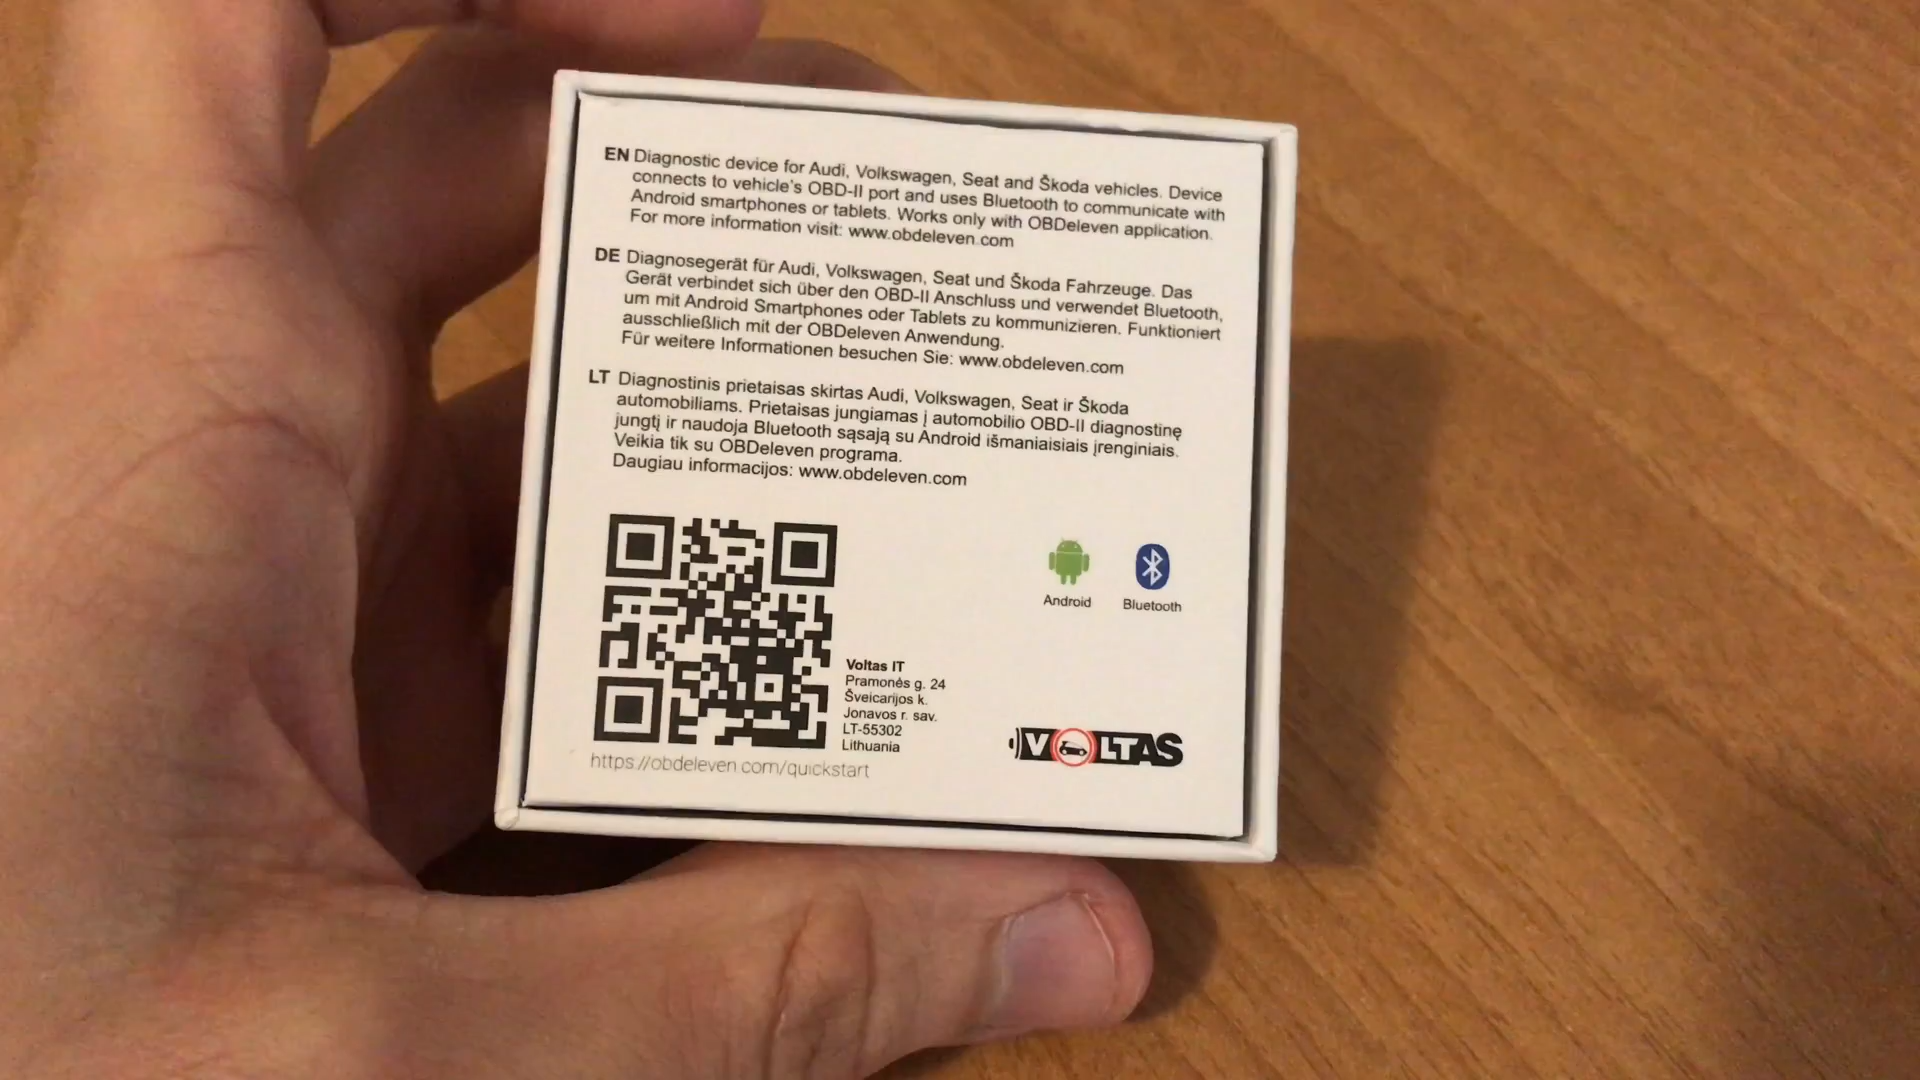 EN Diagnostic device for Audi, Volkswagen, Seat and Škoda vehicles. Device
connects to vehicle's OBD-II port and uses Bluetooth to communicate with
Android smartphones or tablets. Works only with OBDeleven application.
For more information visit: www.obdeleven.com
DE Diagnosegerät für Audi, Volkswagen, Seat und Škoda Fahrzeuge. Das
Gerät verbindet sich über den OBD-II Anschluss und verwendet Bluetooth,
um mit Android Smartphones oder Tablets zu kommunizieren. Funktioniert
ausschließlich mit der OBDeleven Anwendung.
Für weitere Informationen besuchen Sie: www.obdeleven.com
LT Diagnostinis prietaisas skirtas Audi, Volkswagen, Seat ir Škoda
automobiliams. Prietaisas jungiamas į automobilio OBD-II diagnostinę
jungtį ir naudoja Bluetooth sąsają su Android išmaniaisiais įrenginiais.
Veikia tik su OBDeleven programa.
Daugiau informacijos: www.obdeleven.com
Android
Bluetooth
Voltas IT
Pramonės g. 24
Šveicarijos k.
Jonavos r. sav.
LT-55302
Lithuania
VOLTAS
https://obdeleven.com/quickstart